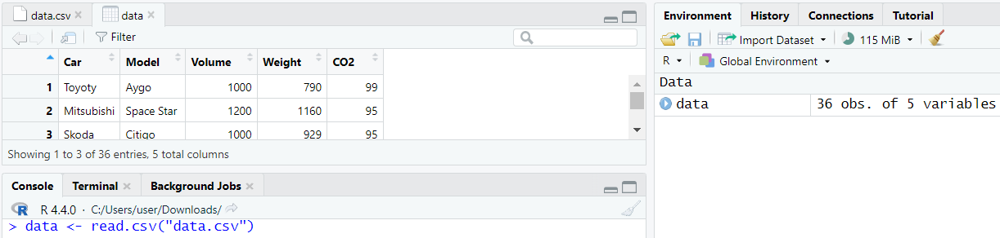 data.csv data
Filter
Car Model Volume Weight CO2
1 Toyoty Aygo 1000 790 99
2 Mitsubishi Space Star 1200 1160 95
3 Skoda Citigo 1000 929 95
Showing 1 to 3 of 36 entries, 5 total columns
Console Terminal Background Jobs
R R 4.4.0 · C:/Users/user/Downloads/
> data <- read.csv("data.csv")
Environment History Connections Tutorial
Import Dataset 115 MiB
R Global Environment
Data
data 36 obs. of 5 variables